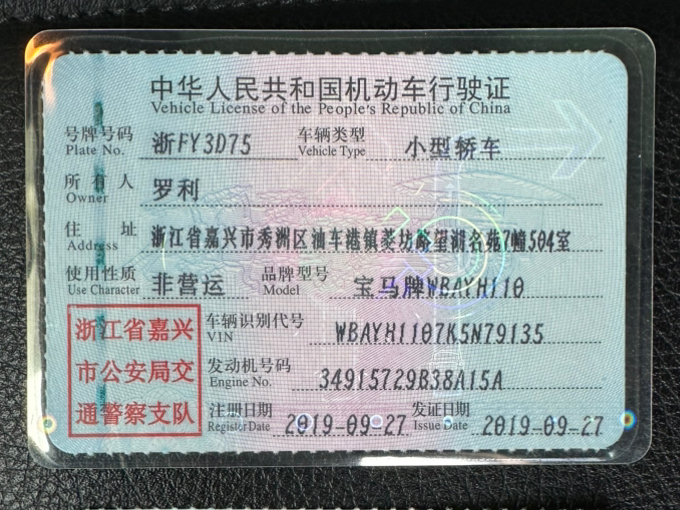 中华人民共和国机动车行驶证
Vehicle License of the People's Republic of China
号牌号码 浙FY3D75 车辆类型 小型轿车
Plate No. Vehicle Type
所有人 罗利
Owner
住址 浙江省嘉兴市秀洲区油车港镇菱坊路望湖名苑7幢504室
Address
使用性质 非营运 品牌型号 宝马牌WBAYH110
Use Character Model
浙江省嘉兴
市公安局交
通警察支队
车辆识别代号 WBAYH1107K5N79135
VIN
发动机号码 34915729B38A15A
Engine No.
注册日期 2019-09-27 发证日期 2019-09-27
Register Date Issue Date